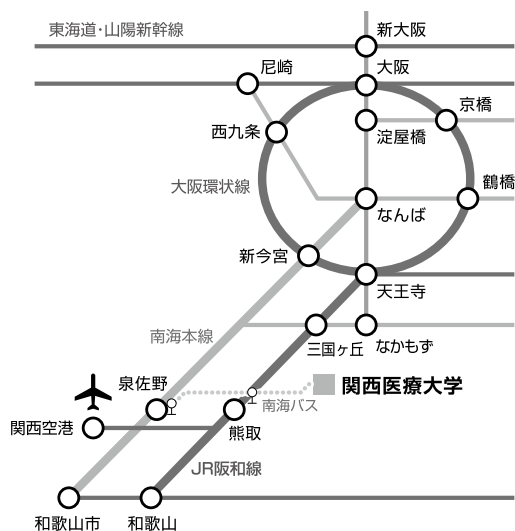 東海道・山陽新幹線
新大阪
尼崎
大阪
京橋
西九条
淀屋橋
大阪環状線
鶴橋
なんば
新今宮
天王寺
南海本線
三国ヶ丘
なかもず
泉佐野
関西医療大学
南海バス
関西空港
熊取
JR阪和線
和歌山市
和歌山